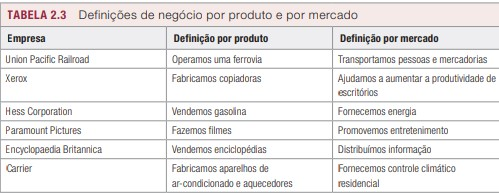 TABELA 2.3 Definições de negócio por produto e por mercado
Empresa Definição por produto Definição por mercado
Union Pacific Railroad Operamos uma ferrovia Transportamos pessoas e mercadorias
Xerox Fabricamos copiadoras Ajudamos a aumentar a produtividade de
escritórios
Hess Corporation Vendemos gasolina Fornecemos energia
Paramount Pictures Fazemos filmes Promovemos entretenimento
Encyclopaedia Britannica Vendemos enciclopédias Distribuímos informação
Carrier Fabricamos aparelhos de Fornecemos controle climático
ar-condicionado e aquecedores residencial